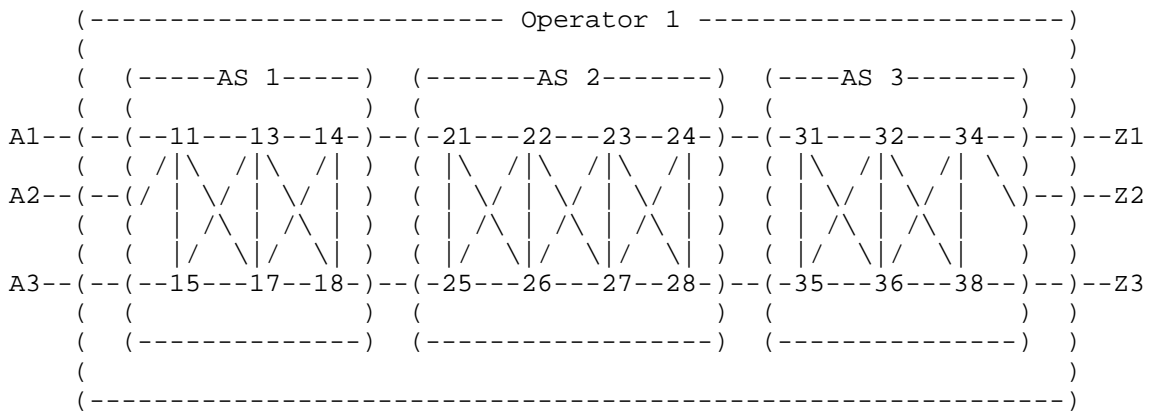 (-------------------------- Operator 1 -----------------------)
(                                                             )
(  (-----AS 1-----)  (-------AS 2-------)  (----AS 3-------)  )
(  (              )  (                  )  (               )  )
A1--(--(--11---13--14-)--(-21---22---23--24-)--(-31---32---34--)--)--Z1
(  ( /|\  /|\  /| )  ( |\  /|\  /|\  /| )  ( |\  /|\  /| \ )  )
A2--(--(/ | \/ | \/ | )  ( | \/ | \/ | \/ | )  ( | \/ | \/ |  \)--)--Z2
(  (  | /\ | /\ | )  ( | /\ | /\ | /\ | )  ( | /\ | /\ |   )  )
(  (  |/  \|/  \| )  ( |/  \|/  \|/  \| )  ( |/  \|/  \|   )  )
A3--(--(--15---17--18-)--(-25---26---27--28-)--(-35---36---38--)--)--Z3
(  (              )  (                  )  (               )  )
(  (--------------)  (------------------)  (---------------)  )
(                                                             )
(-------------------------------------------------------------)